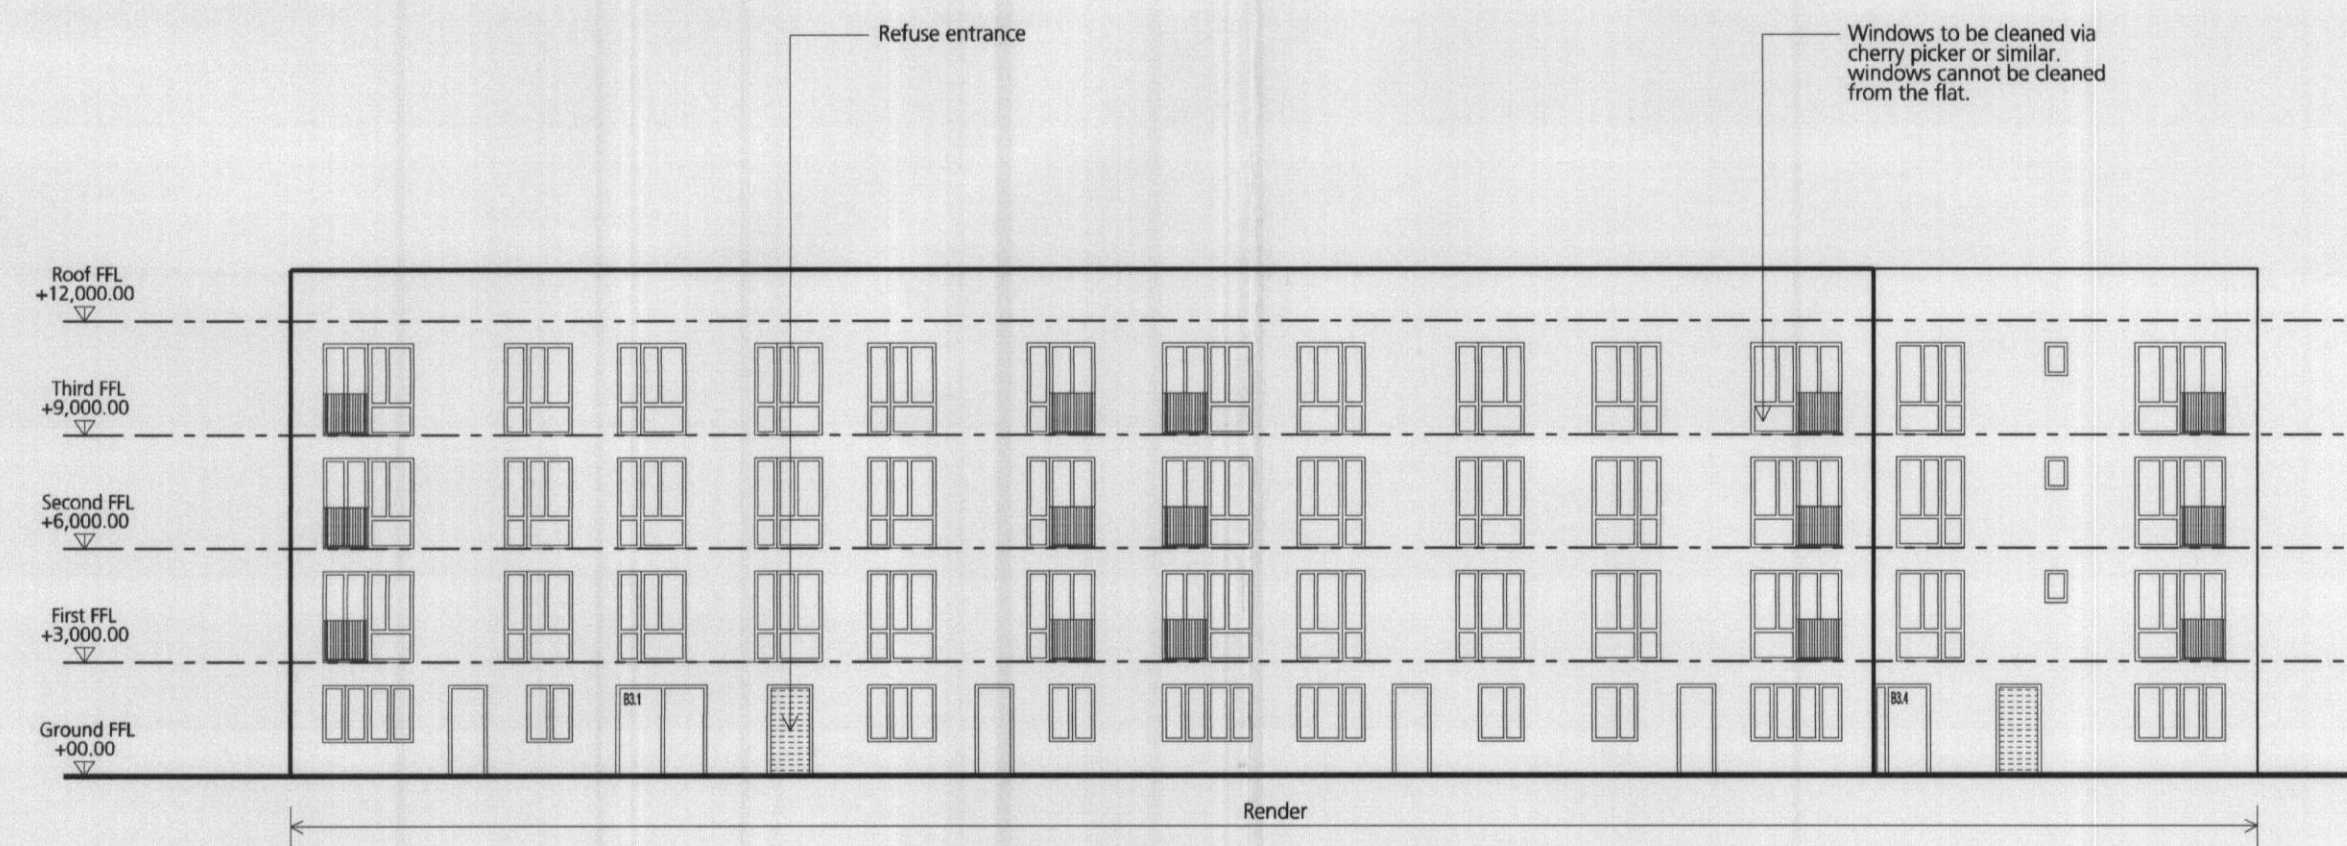 Refuse entrance
Windows to be cleaned via
cherry picker or similar.
windows cannot be cleaned
from the flat.
Roof FFL
+12,000.00
Third FFL
+9,000.00
Second FFL
+6,000.00
First FFL
+3,000.00
Ground FFL
+00.00
B3.1
B3.4
Render